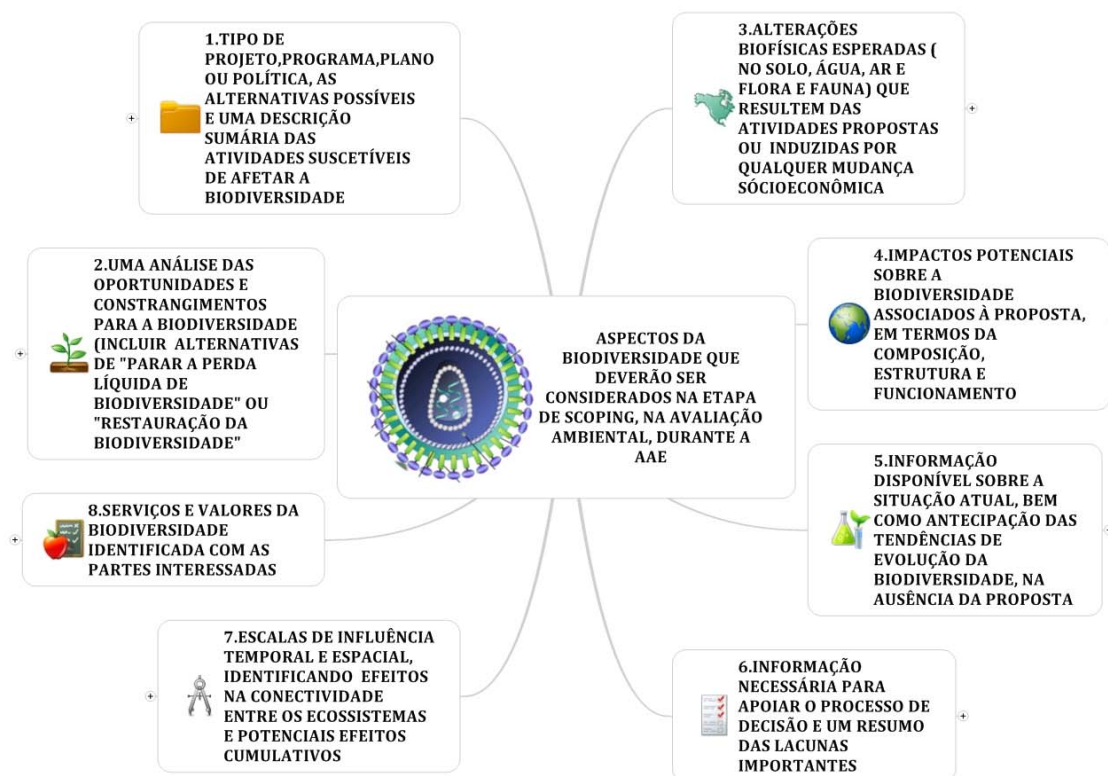 ASPECTOS DA
BIODIVERSIDADE QUE
DEVERÃO SER
CONSIDERADOS NA ETAPA
DE SCOPING, NA AVALIAÇÃO
AMBIENTAL, DURANTE A
AAE
1.TIPO DE
PROJETO,PROGRAMA,PLANO
OU POLÍTICA, AS
ALTERNATIVAS POSSÍVEIS
E UMA DESCRIÇÃO
SUMÁRIA DAS
ATIVIDADES SUSCETÍVEIS
DE AFETAR A
BIODIVERSIDADE
2.UMA ANÁLISE DAS
OPORTUNIDADES E
CONSTRANGIMENTOS
PARA A BIODIVERSIDADE
(INCLUIR ALTERNATIVAS
DE "PARAR A PERDA
LÍQUIDA DE
BIODIVERSIDADE" OU
"RESTAURAÇÃO DA
BIODIVERSIDADE"
3.ALTERAÇÕES
BIOFÍSICAS ESPERADAS (
NO SOLO, ÁGUA, AR E
FLORA E FAUNA) QUE
RESULTEM DAS
ATIVIDADES PROPOSTAS
OU INDUZIDAS POR
QUALQUER MUDANÇA
SÓCIOECONÔMICA
4.IMPACTOS POTENCIAIS
SOBRE A
BIODIVERSIDADE
ASSOCIADOS À PROPOSTA,
EM TERMOS DA
COMPOSIÇÃO,
ESTRUTURA E
FUNCIONAMENTO
5.INFORMAÇÃO
DISPONÍVEL SOBRE A
SITUAÇÃO ATUAL, BEM
COMO ANTECIPAÇÃO DAS
TENDÊNCIAS DE
EVOLUÇÃO DA
BIODIVERSIDADE, NA
AUSÊNCIA DA PROPOSTA
6.INFORMAÇÃO
NECESSÁRIA PARA
APOIAR O PROCESSO DE
DECISÃO E UM RESUMO
DAS LACUNAS
IMPORTANTES
7.ESCALAS DE INFLUÊNCIA
TEMPORAL E ESPACIAL,
IDENTIFICANDO EFEITOS
NA CONECTIVIDADE
ENTRE OS ECOSSISTEMAS
E POTENCIAIS EFEITOS
CUMULATIVOS
8.SERVIÇOS E VALORES DA
BIODIVERSIDADE
IDENTIFICADA COM AS
PARTES INTERESSADAS